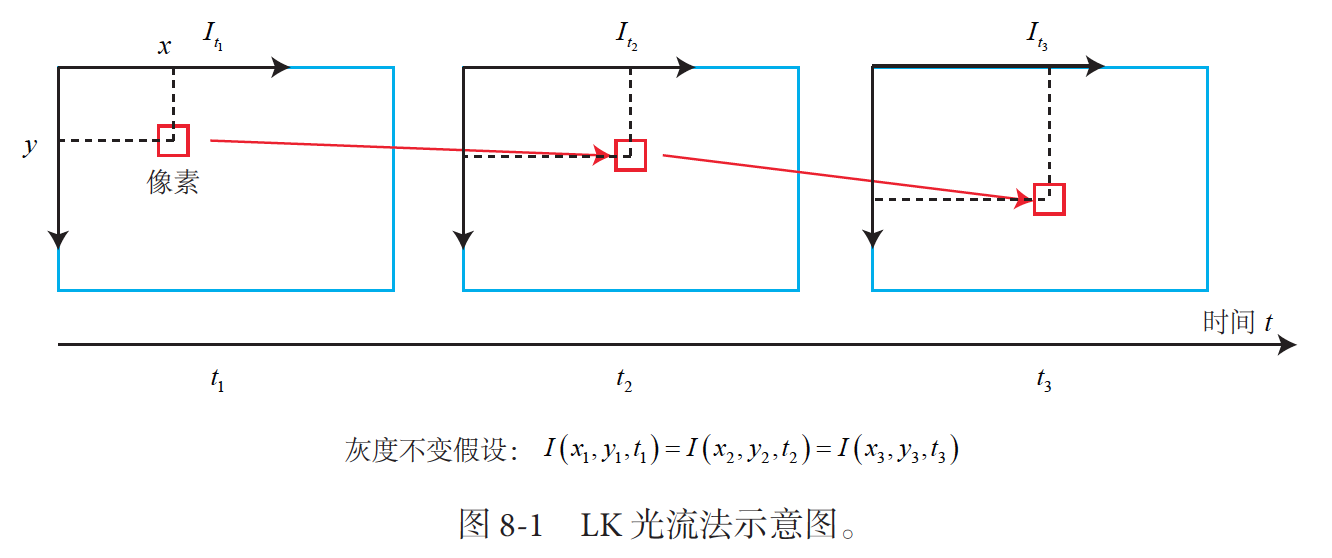 I_{t_1} I_{t_2} I_{t_3}
x
y
像素
时间 t
t_1 t_2 t_3
灰度不变假设： I(x_1, y_1, t_1) = I(x_2, y_2, t_2) = I(x_3, y_3, t_3)
图 8-1 LK 光流法示意图。